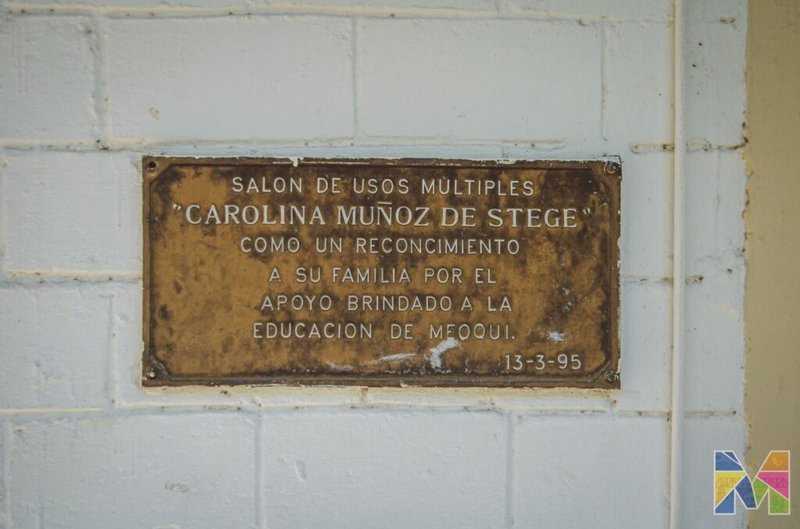 SALON DE USOS MULTIPLES
"CAROLINA MUÑOZ DE STEGE"
COMO UN RECONCIMIENTO
A SU FAMILIA POR EL
APOYO BRINDADO A LA
EDUCACION DE MEOQUI.
13-3-95
M